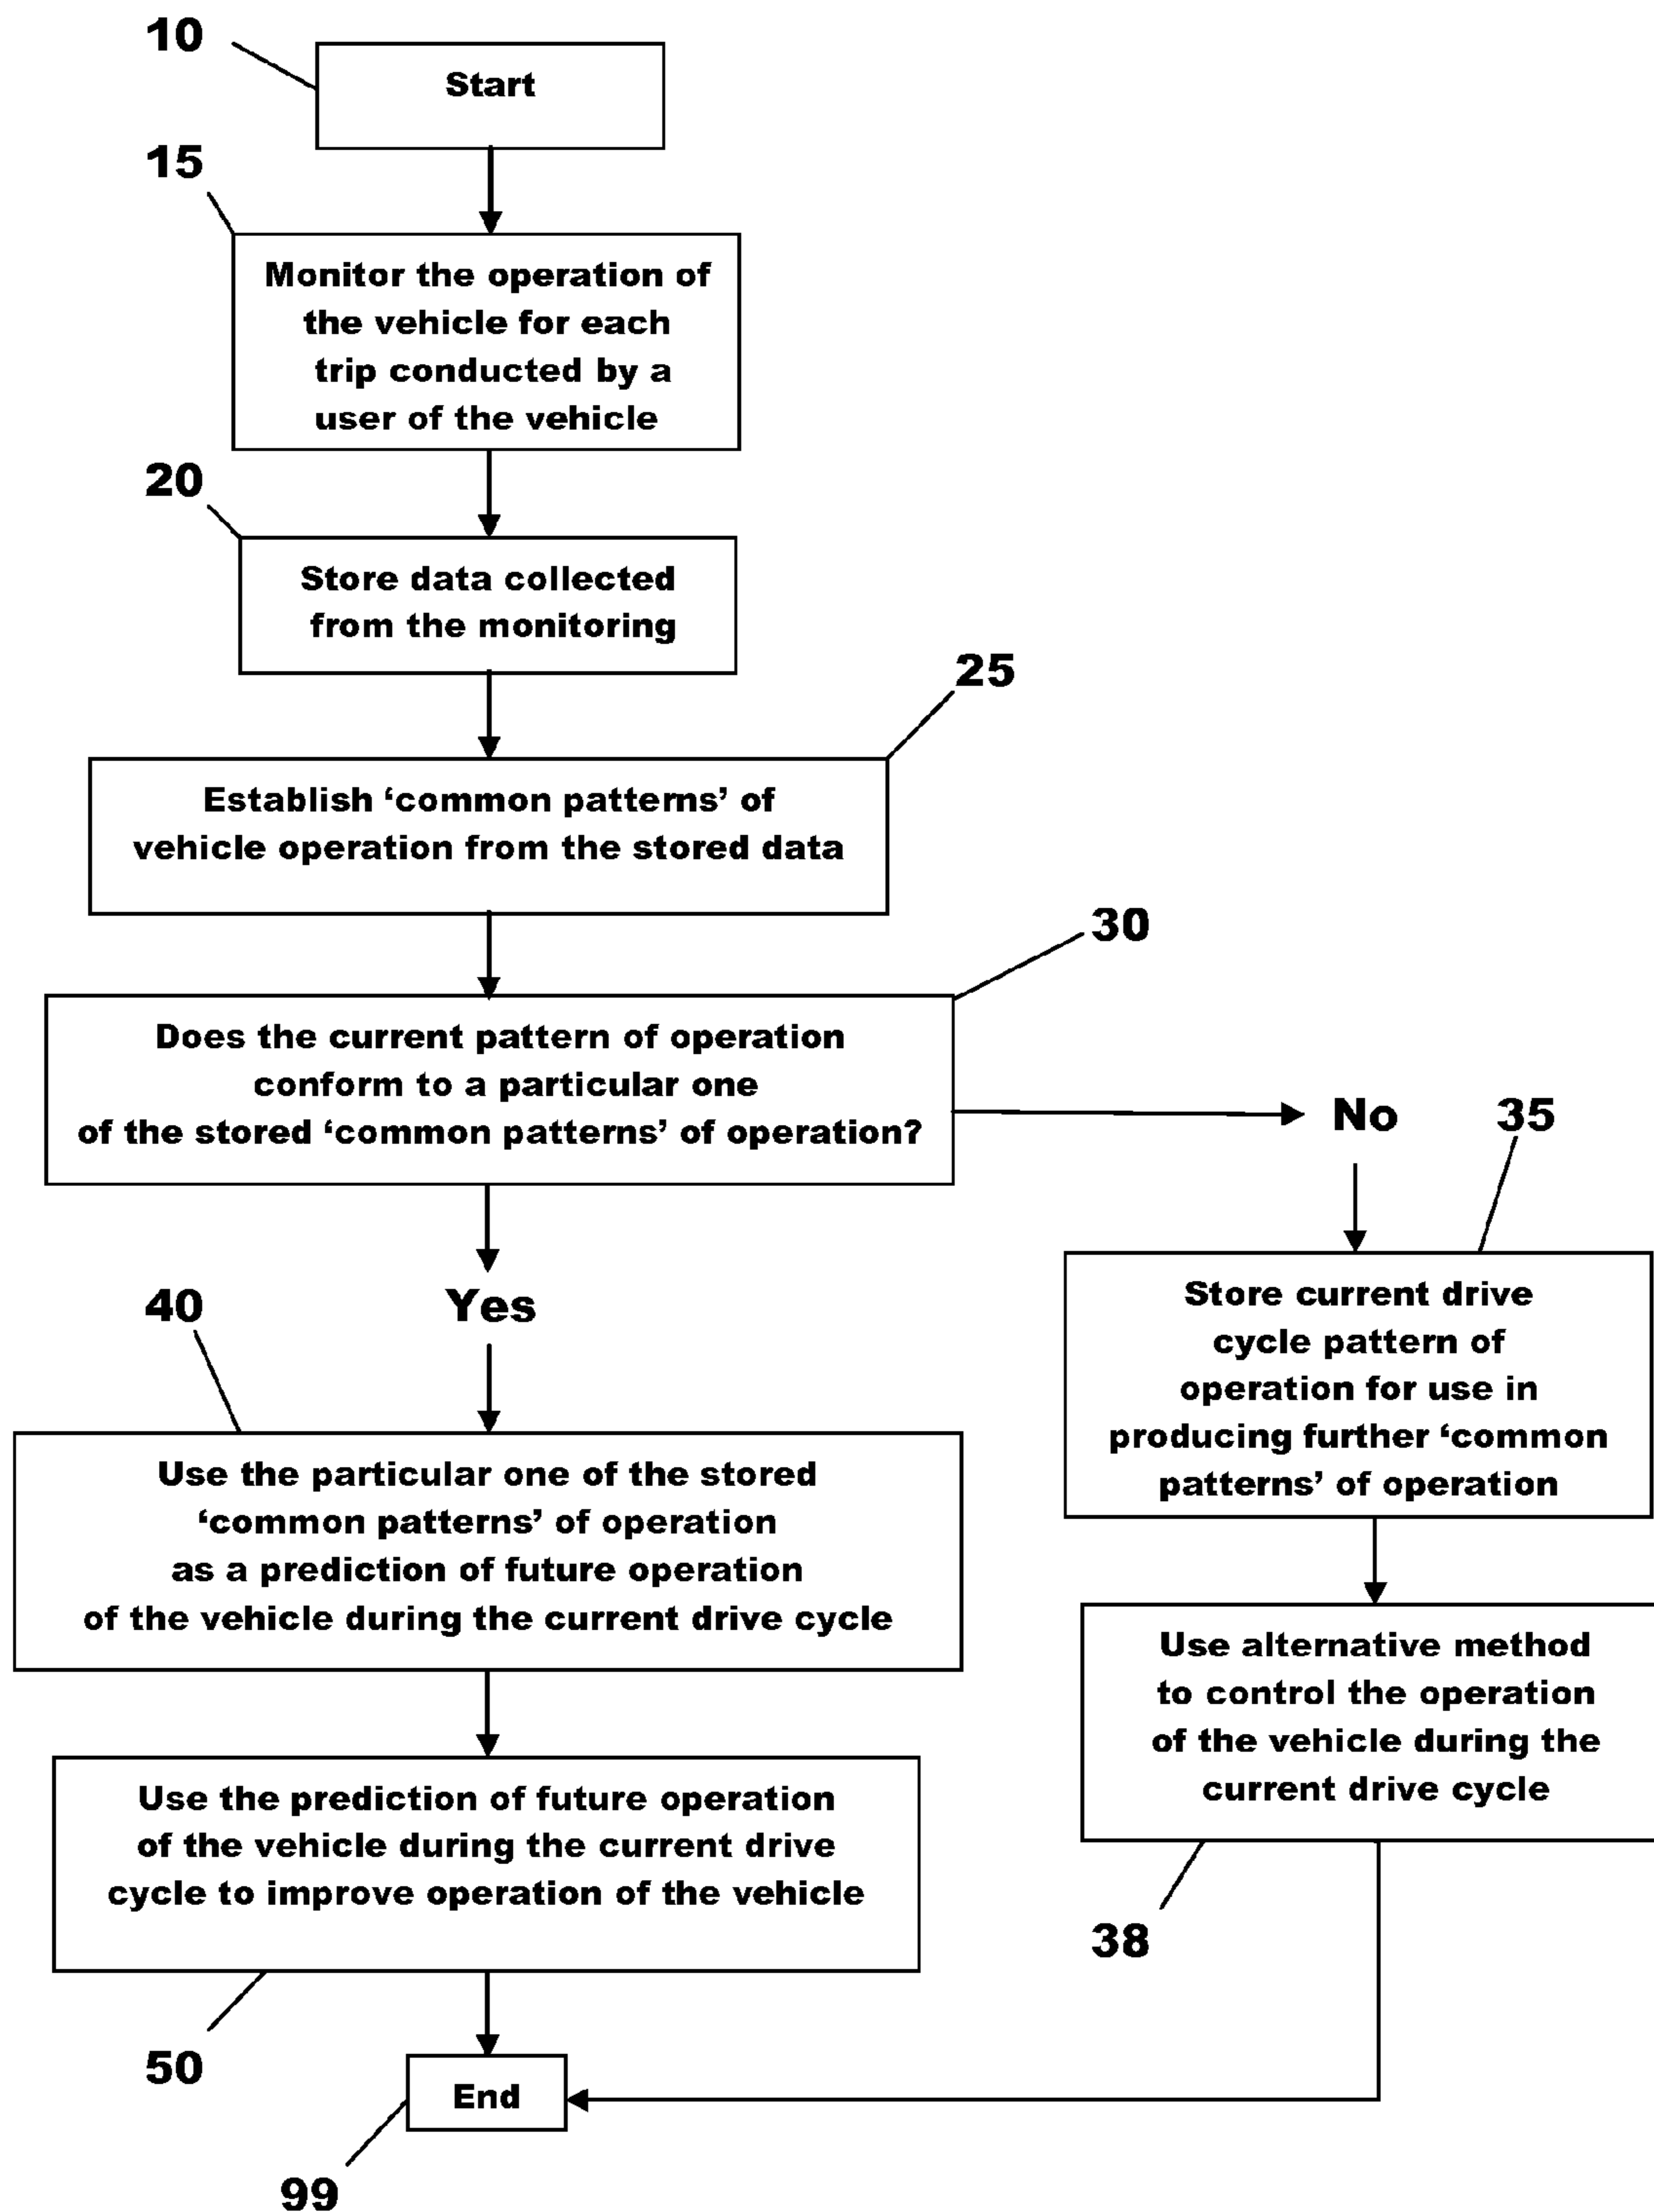 10
Start
15
Monitor the operation of
the vehicle for each
trip conducted by a
user of the vehicle
20
Store data collected
from the monitoring
25
Establish ‘common patterns’ of
vehicle operation from the stored data
30
Does the current pattern of operation
conform to a particular one
of the stored ‘common patterns’ of operation?
No
35
Store current drive
cycle pattern of
operation for use in
producing further ‘common
patterns’ of operation
40
Yes
Use the particular one of the stored
‘common patterns’ of operation
as a prediction of future operation
of the vehicle during the current drive cycle
Use alternative method
to control the operation
of the vehicle during the
current drive cycle
38
Use the prediction of future operation
of the vehicle during the current drive
cycle to improve operation of the vehicle
50
End
99